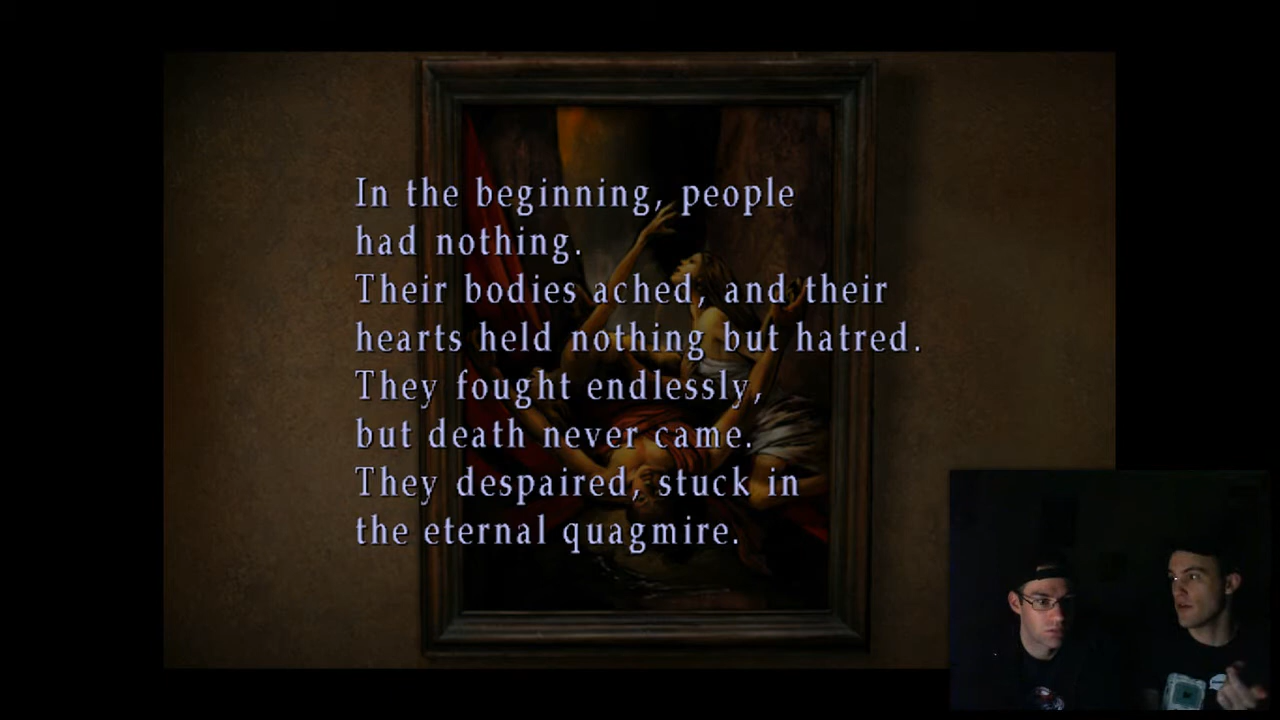 In the beginning, people
had nothing.
Their bodies ached, and their
hearts held nothing but hatred.
They fought endlessly,
but death never came.
They despaired, stuck in
the eternal quagmire.